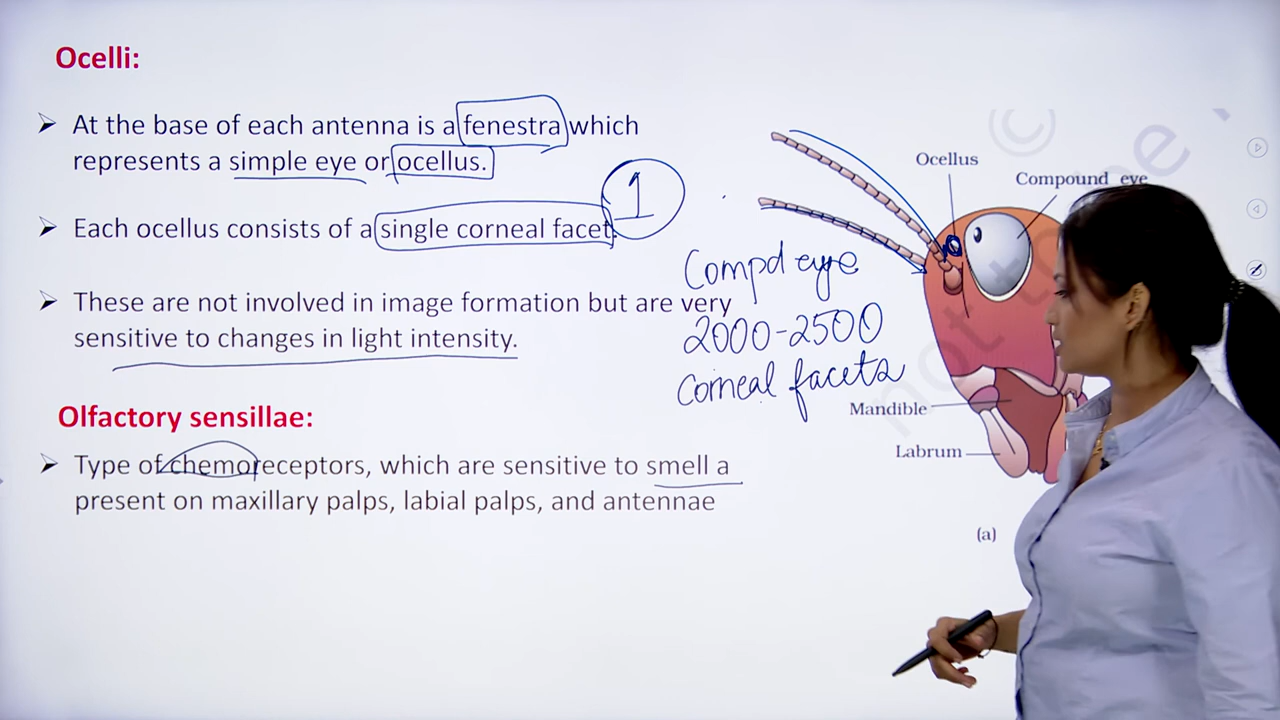 Ocelli:
At the base of each antenna is a fenestra which
represents a simple eye or ocellus.
1
Each ocellus consists of a single corneal facet.
These are not involved in image formation but are very
sensitive to changes in light intensity.
Olfactory sensillae:
Type of chemoreceptors, which are sensitive to smell a
present on maxillary palps, labial palps, and antennae
Compd eye
2000-2500
Corneal facets
Ocellus
Compound eye
Mandible
Labrum
(a)
©
not to be